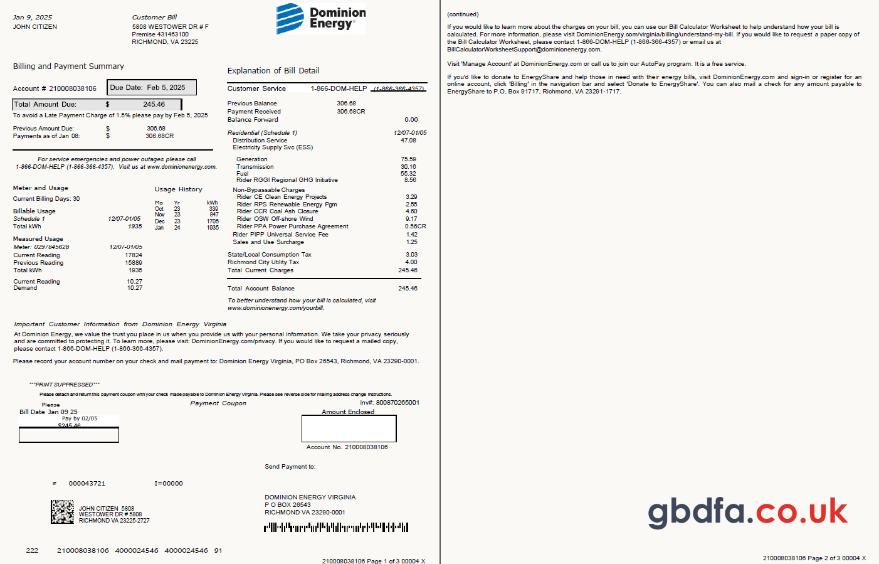 Jan 9, 2025
JOHN CITIZEN
Customer Bill
5808 WESTOWER DR # F
Premise 431463100
RICHMOND, VA 23225
Dominion
Energy®
Billing and Payment Summary
Account # 210008038106 Due Date: Feb 5, 2025
Total Amount Due: $ 245.46
To avoid a Late Payment Charge of 1.5% please pay by Feb 5, 2025
Previous Amount Due: $ 306.68
Payments as of Jan 08: $ 306.68CR
For service emergencies and power outages please call
1-866-DOM-HELP (1-866-366-4357). Visit us at www.dominionenergy.com.
Meter and Usage
Current Billing Days: 30
Billable Usage
Schedule 1 12/07-01/05
Total kWh 1935
Measured Usage
Meter: 0297845628 12/07-01/05
Current Reading 17824
Previous Reading 15889
Total kWh 1935
Current Reading 10.27
Demand 10.27
Usage History
Mo Yr kWh
Oct 23 339
Nov 23 847
Dec 23 1705
Jan 24 1935
Explanation of Bill Detail
Customer Service 1-866-DOM-HELP (1-866-366-4357)
Previous Balance 306.68
Payment Received 306.68CR
Balance Forward 0.00
Residential (Schedule 1) 12/07-01/05
Distribution Service 47.08
Electricity Supply Svc (ESS)
Generation 75.59
Transmission 30.16
Fuel 55.32
Rider RGGI Regional GHG Initiative 8.56
Non-Bypassable Charges
Rider CE Clean Energy Projects 3.29
Rider RPS Renewable Energy Pgm 2.55
Rider CCR Coal Ash Closure 4.60
Rider OSW Off-shore Wind 9.17
Rider PPA Power Purchase Agreement 0.56CR
Rider PIPP Universal Service Fee 1.42
Sales and Use Surcharge 1.25
State/Local Consumption Tax 3.03
Richmond City Utility Tax 4.00
Total Current Charges 245.46
Total Account Balance 245.46
To better understand how your bill is calculated, visit
www.dominionenergy.com/yourbill.
Important Customer Information from Dominion Energy Virginia
At Dominion Energy, we value the trust you place in us when you provide us with your personal information. We take your privacy seriously
and are committed to protecting it. To learn more, please visit: DominionEnergy.com/privacy. If you would like to request a mailed copy,
please contact 1-866-DOM-HELP (1-866-366-4357).
Please record your account number on your check and mail payment to: Dominion Energy Virginia, PO Box 26543, Richmond, VA 23290-0001.
***PRINT SUPPRESSED***
Please detach and return this payment coupon with your check made payable to Dominion Energy Virginia. Please see reverse side for mailing address change instructions.
Please
Bill Date Jan 09 25
Pay by 02/05
$245.46
Payment Coupon
Inv#: 800870265001
Amount Enclosed
Account No. 210008038106
Send Payment to:
= 000043721 I=00000
JOHN CITIZEN 5808
WESTOWER DR # 5808
RICHMOND VA 23225-2727
DOMINION ENERGY VIRGINIA
P O BOX 26543
RICHMOND VA 23290-0001
222 210008038106 4000024546 4000024546 91
210008038106 Page 1 of 3 00004 X
(continued)
If you would like to learn more about the charges on your bill, you can use our Bill Calculator Worksheet to help understand how your bill is
calculated. For more information, please visit DominionEnergy.com/virginia/billing/understand-my-bill. If you would like to request a paper copy of
the Bill Calculator Worksheet, please contact 1-866-DOM-HELP (1-866-366-4357) or email us at
BillCalculatorWorksheetSupport@dominionenergy.com.
Visit 'Manage Account' at DominionEnergy.com or call us to join our AutoPay program. It is a free service.
If you'd like to donate to EnergyShare and help those in need with their energy bills, visit DominionEnergy.com and sign-in or register for an
online account, click 'Billing' in the navigation bar and select 'Donate to EnergyShare'. You can also mail a check for any amount payable to
EnergyShare to P.O. Box 91717, Richmond, VA 23291-1717.
gbdfa.co.uk
210008038106 Page 2 of 3 00004 X